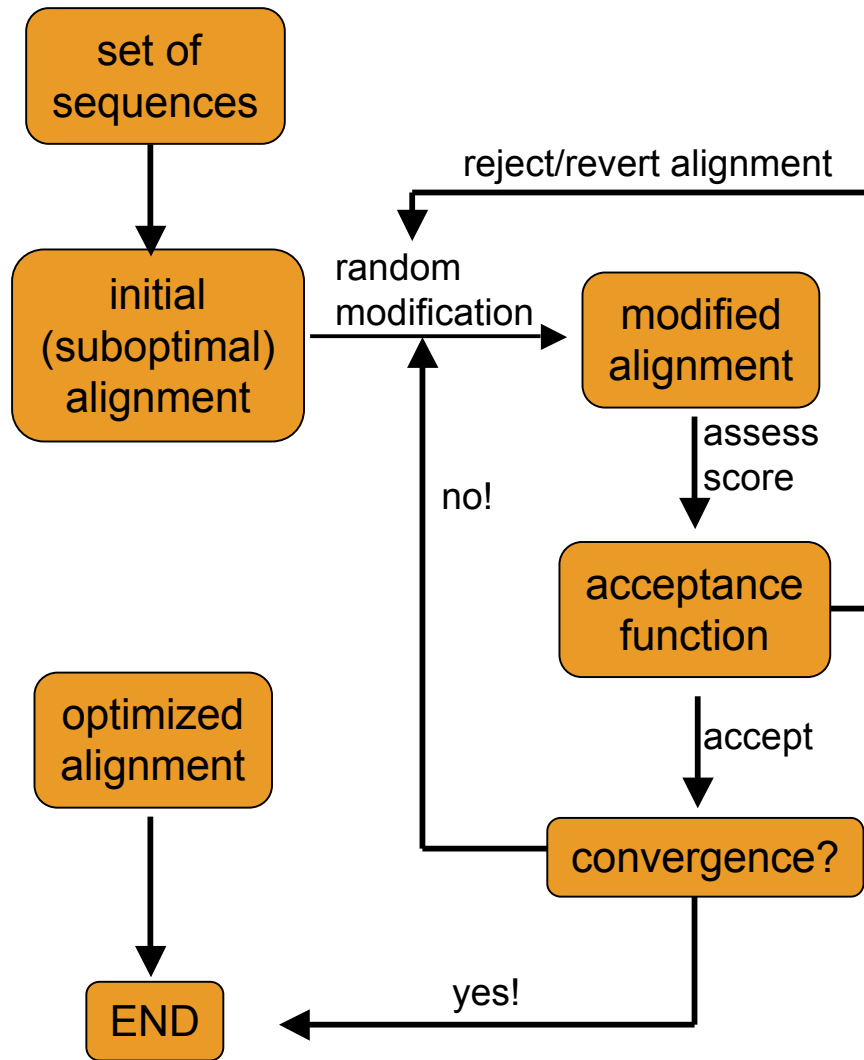 set of
sequences
reject/revert alignment
initial
(suboptimal)
alignment
random
modification
modified
alignment
assess
score
no!
acceptance
function
accept
optimized
alignment
convergence?
yes!
END